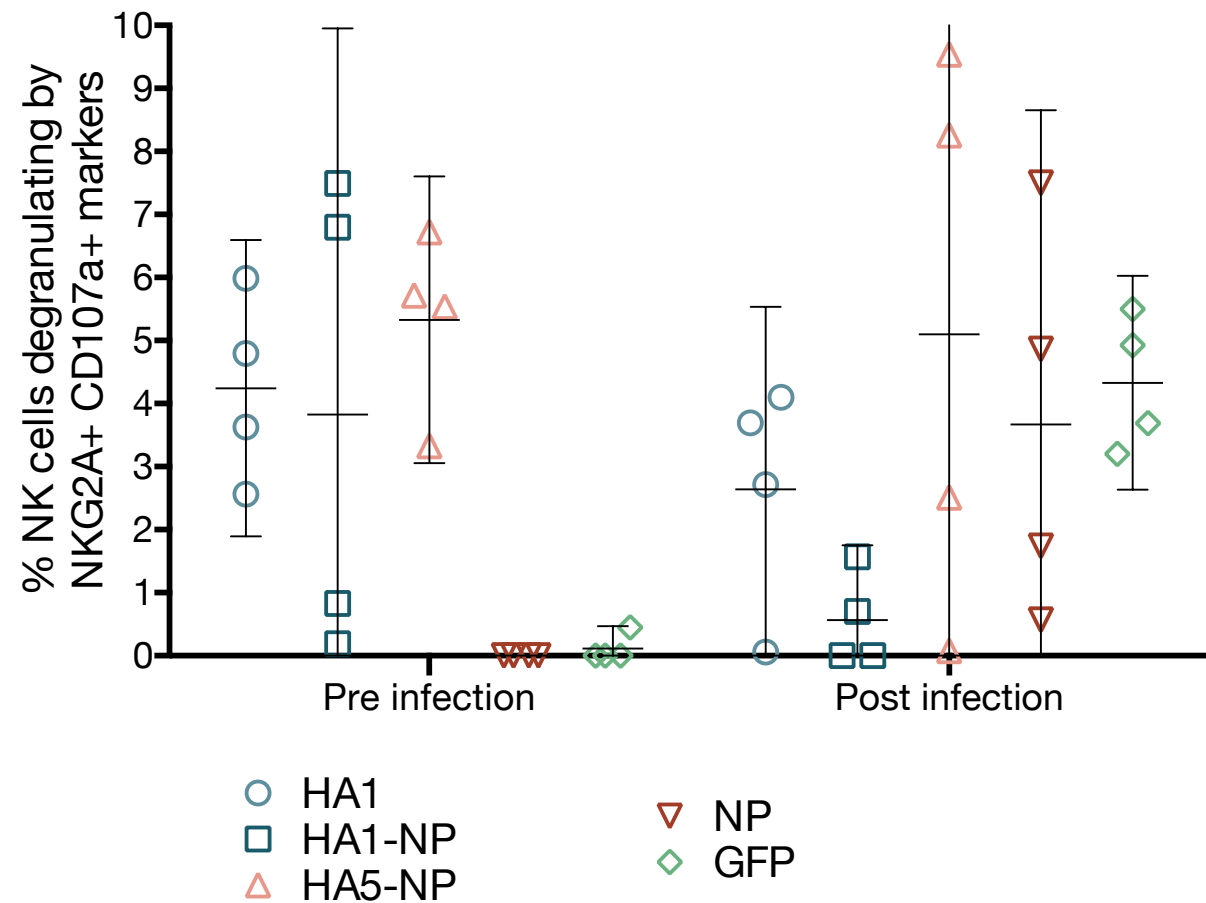 % NK cells degranulating by
NKG2A+ CD107a+ markers
10
9
8
7
6
5
4
3
2
1
0
Pre infection
Post infection
HA1
HA1-NP
HA5-NP
NP
GFP